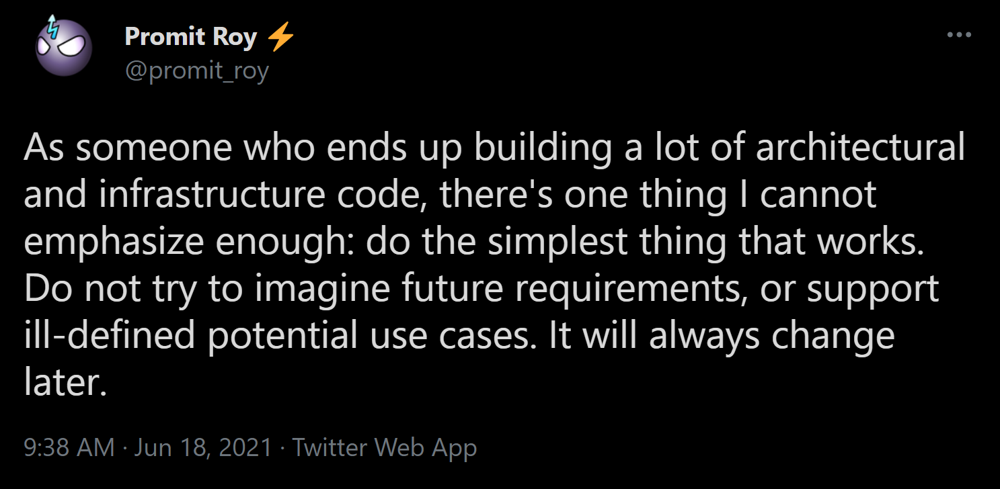 Promit Roy ⚡
@promit_roy
As someone who ends up building a lot of architectural
and infrastructure code, there's one thing I cannot
emphasize enough: do the simplest thing that works.
Do not try to imagine future requirements, or support
ill-defined potential use cases. It will always change
later.
9:38 AM · Jun 18, 2021 · Twitter Web App